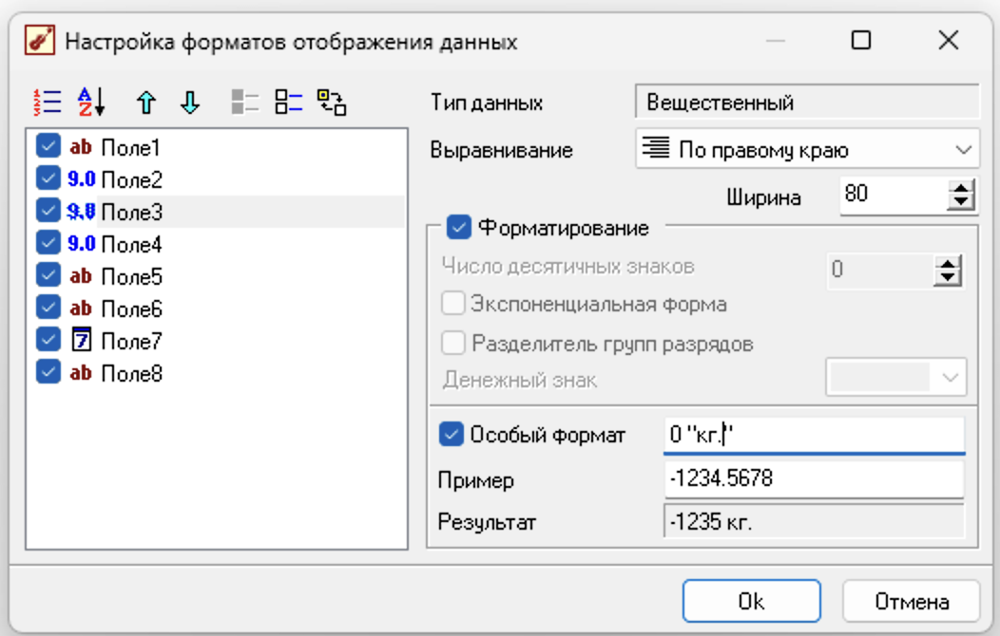 Настройка форматов отображения данных
Тип данных Вещественный
ab Поле1
Выравнивание По правому краю
9.0 Поле2
Ширина 80
9.0 Поле3
Форматирование
9.0 Поле4
Число десятичных знаков 0
ab Поле5
Экспоненциальная форма
ab Поле6
Разделитель групп разрядов
7 Поле7
Денежный знак
ab Поле8
Особый формат 0 "кг."
Пример -1234.5678
Результат -1235 кг.
Ok Отмена